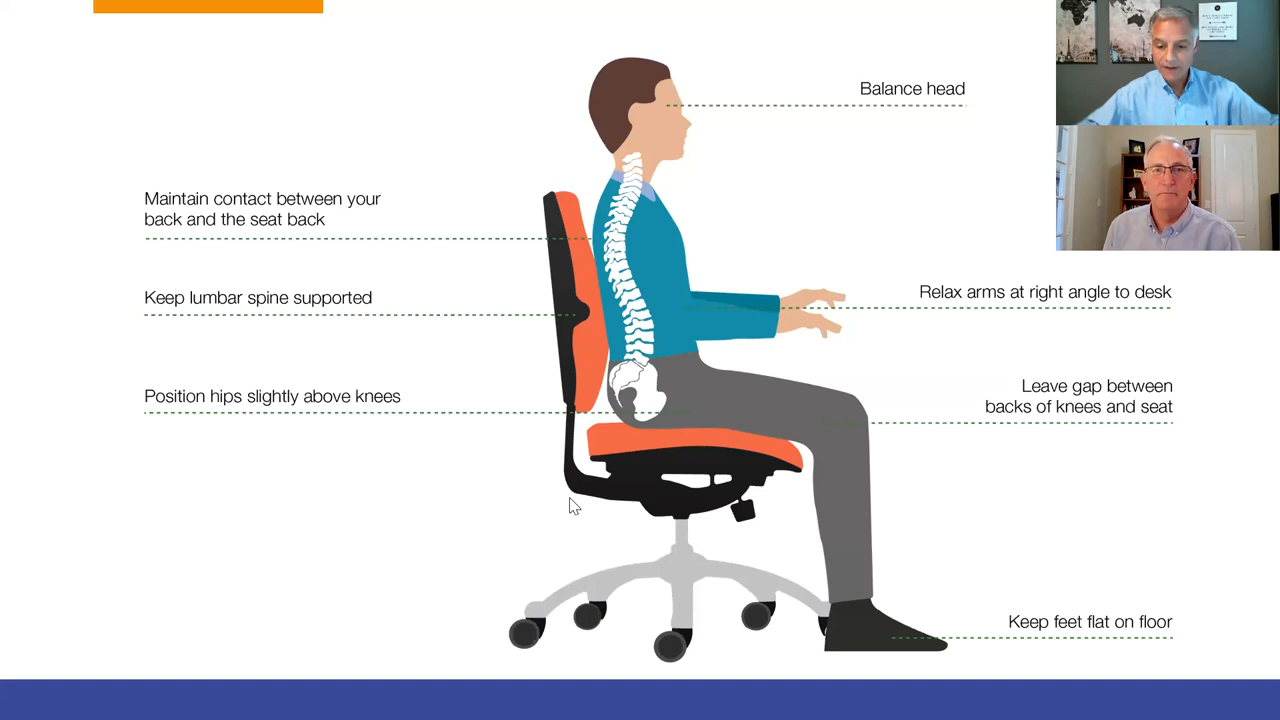 Balance head
Maintain contact between your
back and the seat back
Keep lumbar spine supported
Relax arms at right angle to desk
Position hips slightly above knees
Leave gap between
backs of knees and seat
Keep feet flat on floor